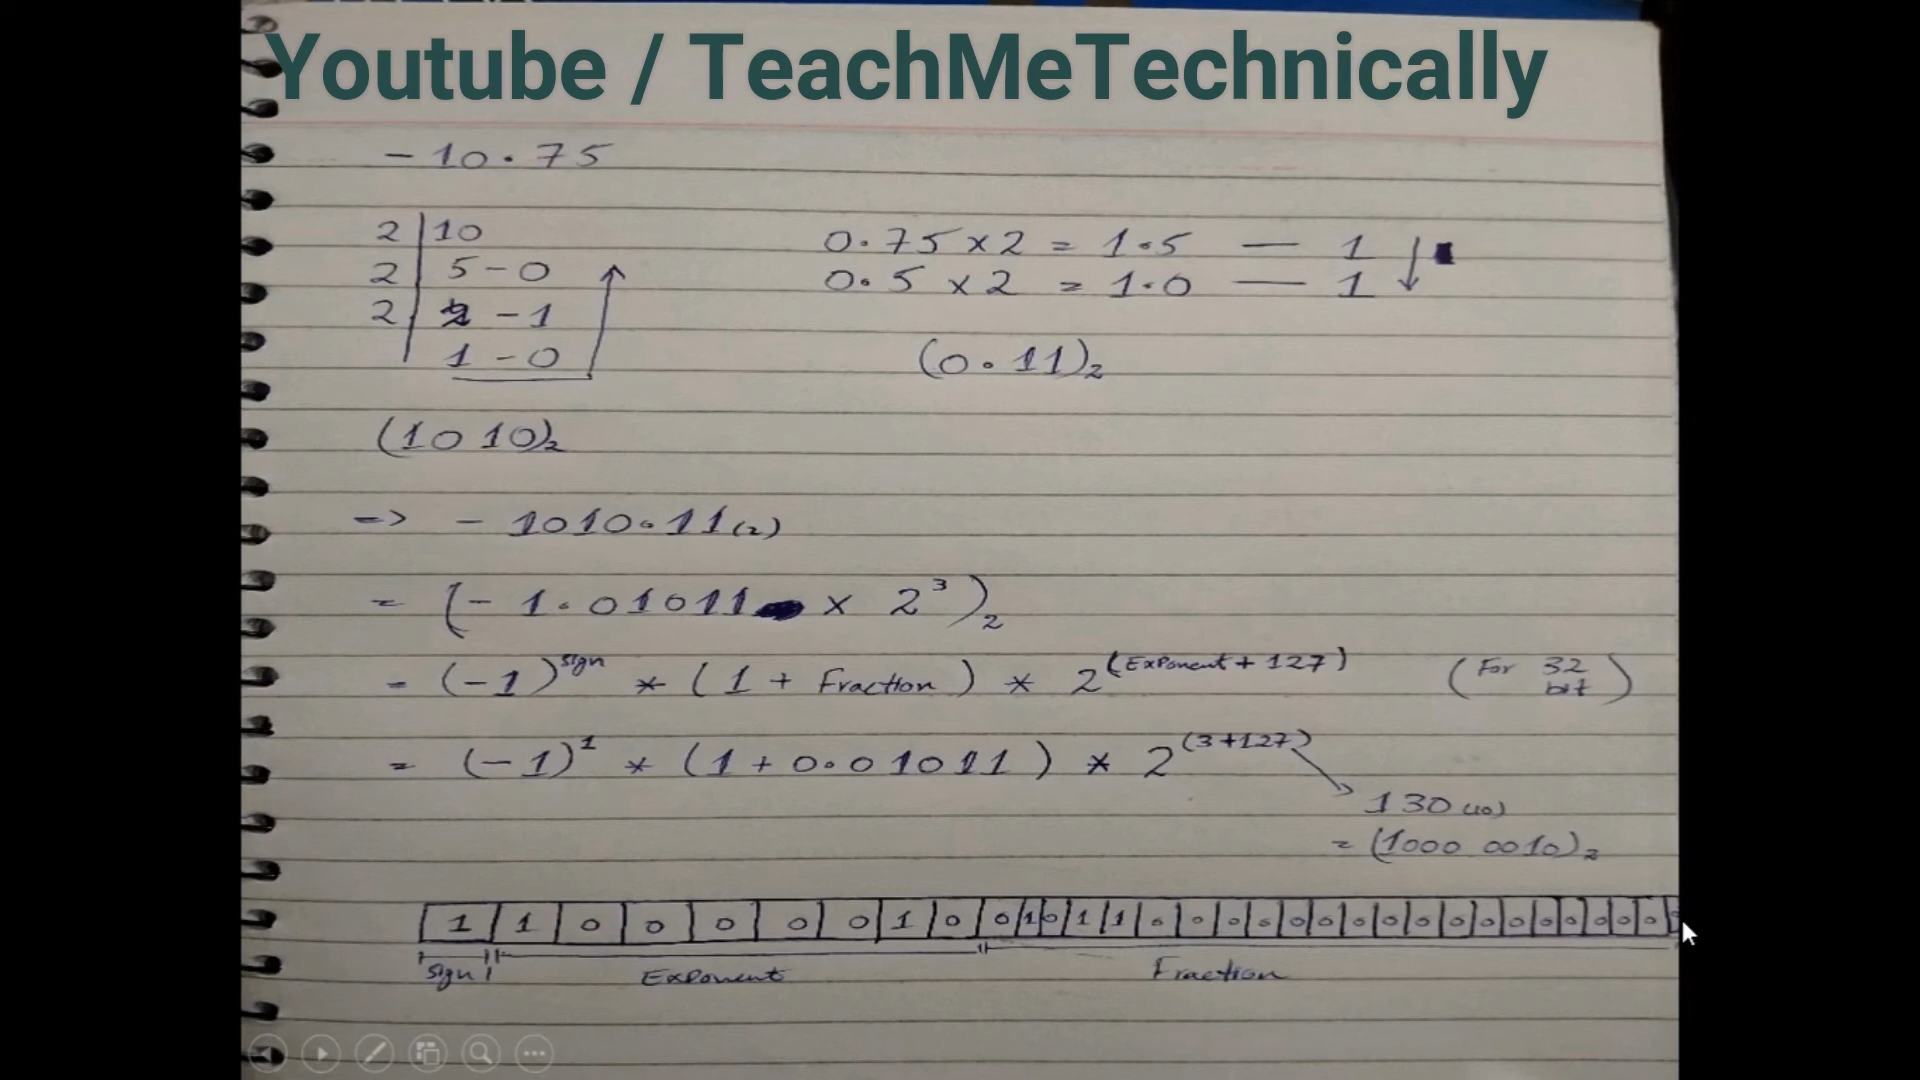 Youtube / TeachMeTechnically
- 10.75
2 | 10
2 | 5 - 0
2 | 2 - 1
1 - 0
0.75 x 2 = 1.5 — 1
0.5 x 2 = 1.0 — 1
(0.11)2
(1010)2
=> - 1010.11(2)
= (- 1.01011 x 2^3)2
= (-1)^sign * (1 + Fraction) * 2^(Exponent + 127) (For 32 bit)
= (-1)^1 * (1 + 0.01011) * 2^(3+127)
130(10)
= (1000 0010)2
1 1 0 0 0 0 0 1 0 0 1 0 1 1 0 0 0 0 0 0 0 0 0 0 0 0 0 0 0 0 0
sign Exponent Fraction